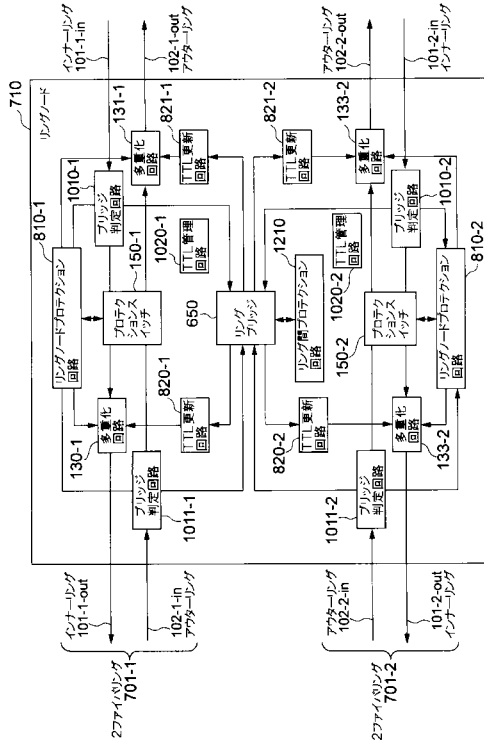 710
リングノード
インナーリング
101-1-in
102-1-out
アウターリング
アウターリング
102-2-out
101-2-in
インナーリング
810-1
リングノードプロテクション
回路
1010-1
ブリッジ
判定回路
131-1
多重化
回路
821-1
TTL更新
回路
150-1
プロテク
ションス
イッチ
1020-1
TTL管理
回路
130-1
多重化
回路
820-1
TTL更新
回路
1011-1
ブリッジ
判定回路
650
リング
ブリッジ
1210
リング間プロテクション
回路
821-2
TTL更新
回路
133-2
多重化
回路
1010-2
ブリッジ
判定回路
1020-2
TTL管理
回路
150-2
プロテク
ションス
イッチ
820-2
TTL更新
回路
133-2
多重化
回路
1011-2
ブリッジ
判定回路
810-2
リングノードプロテクション
回路
インナーリング
101-1-out
102-1-in
アウターリング
2ファイバリング
701-1
アウターリング
102-2-in
101-2-out
インナーリング
2ファイバリング
701-2